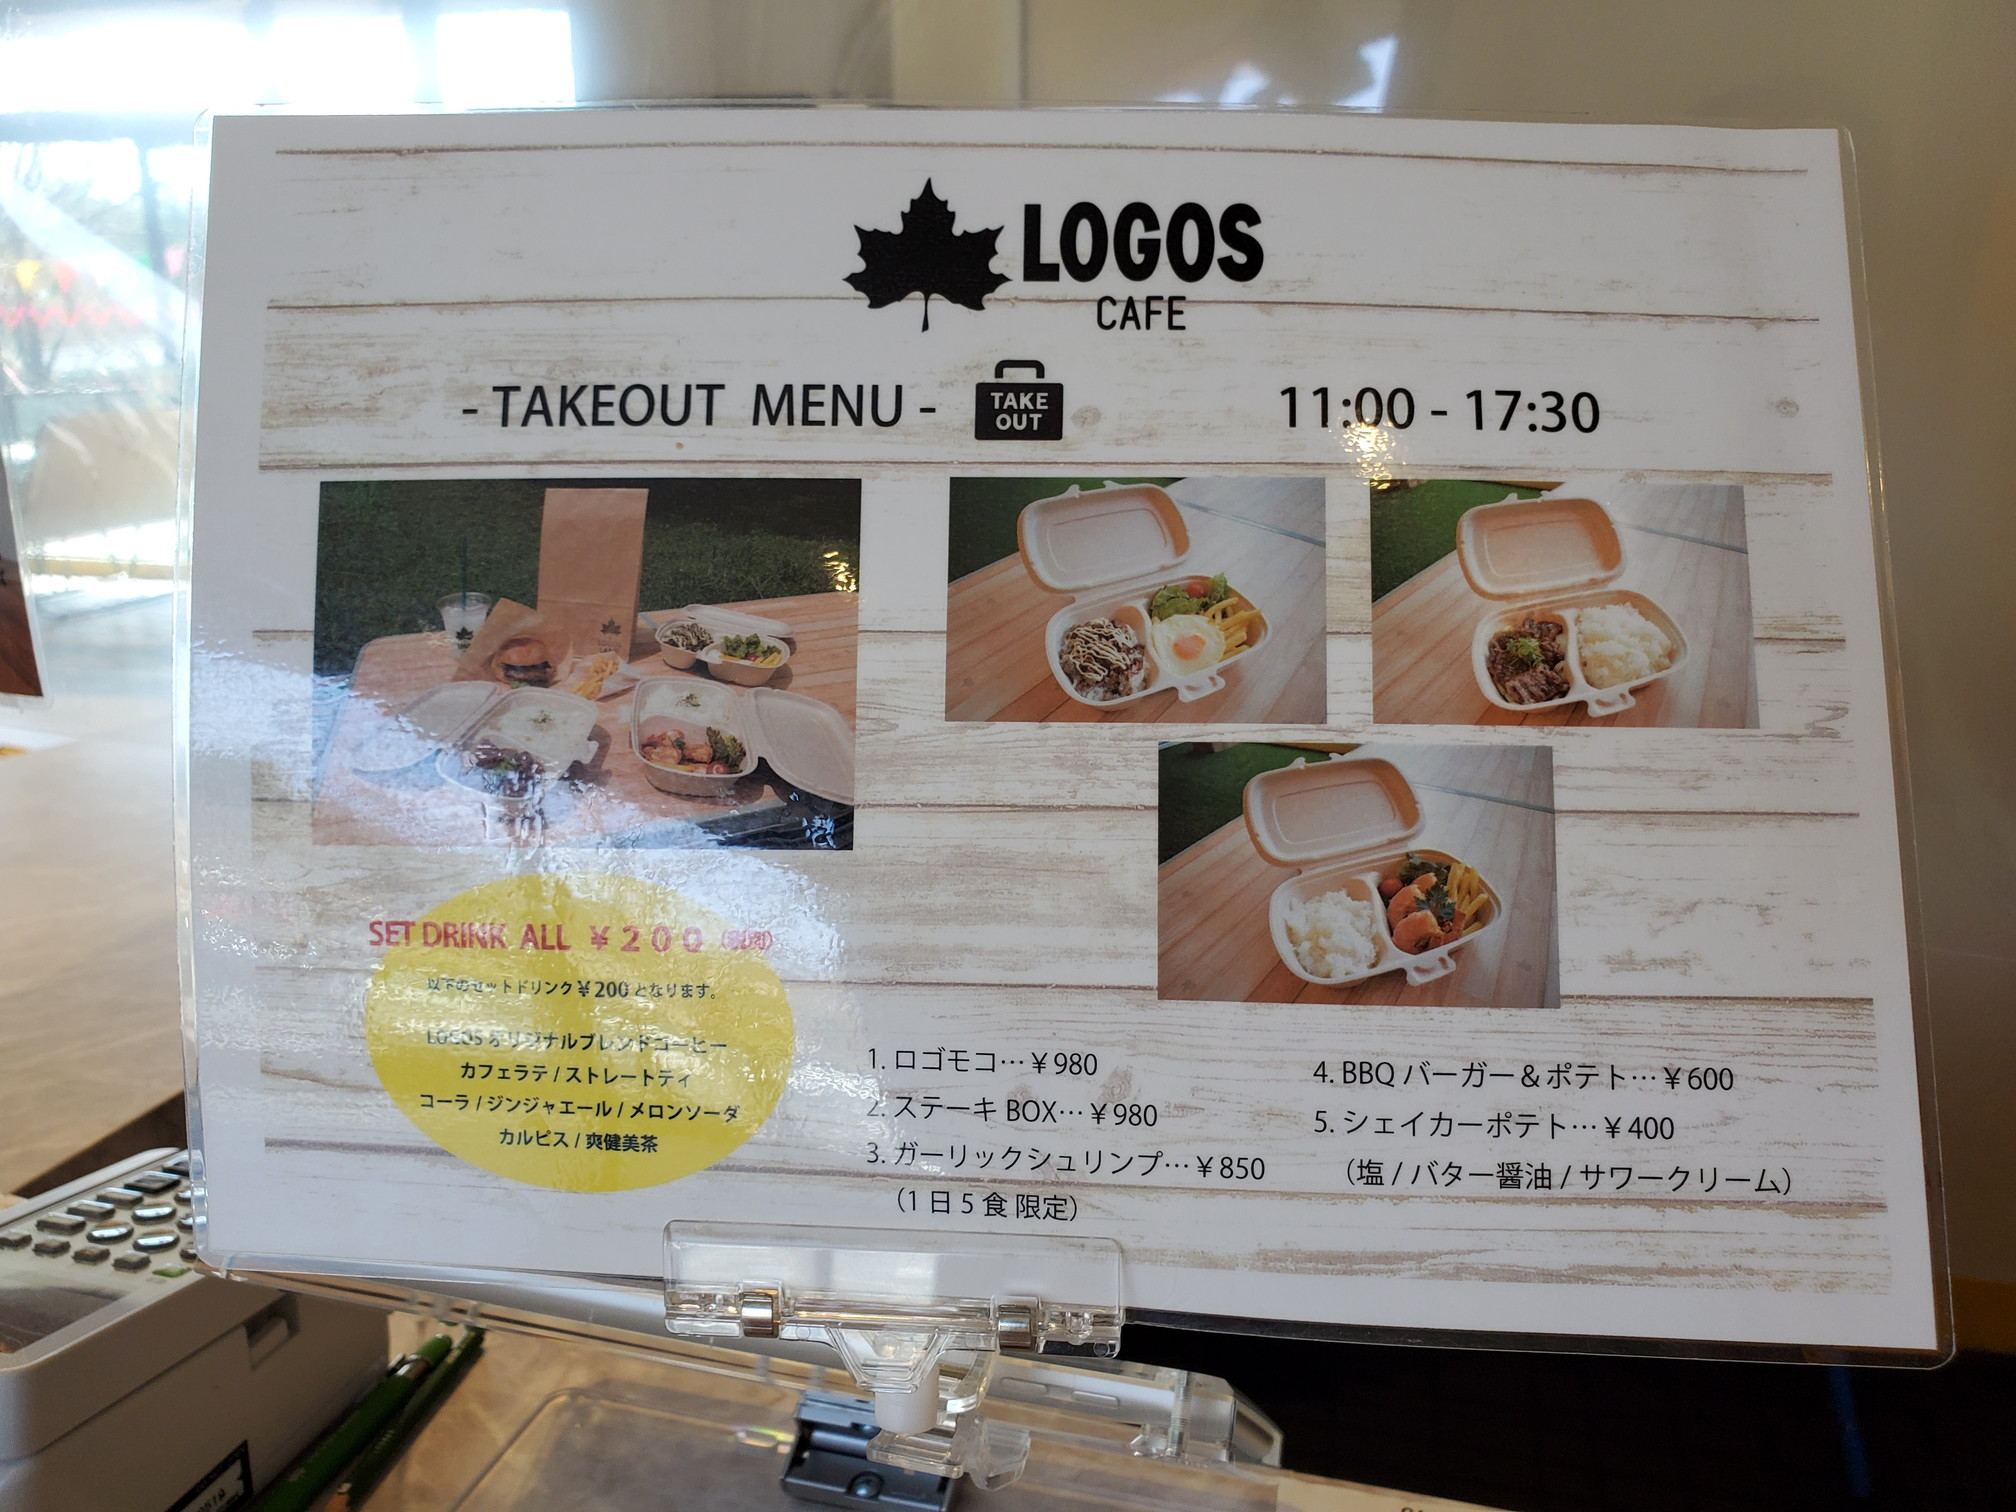 LOGOS
CAFE
- TAKEOUT MENU -
TAKE
OUT
11:00 - 17:30
SET DRINK ALL ￥200
以下のセットドリンク￥200となります。
LOGOS オリジナルブレンドコーヒー
カフェラテ / ストレートティ
コーラ / ジンジャエール / メロンソーダ
カルピス / 爽健美茶
1. ロゴモコ…￥980
2. ステーキ BOX…￥980
3. ガーリックシュリンプ…￥850
（1 日 5 食 限定）
4. BBQ バーガー＆ポテト…￥600
5. シェイカーポテト…￥400
（塩 / バター醤油 / サワークリーム）